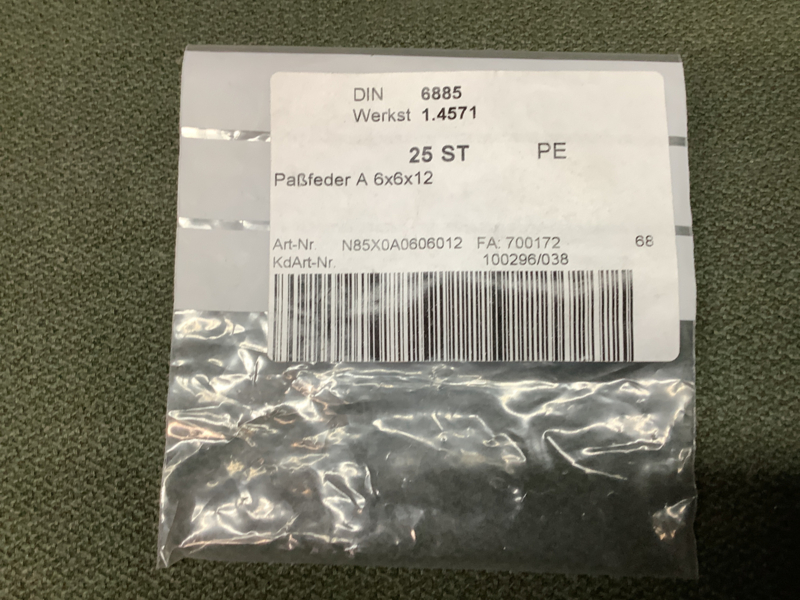 DIN 6885
Werkst 1.4571
25 ST PE
Paßfeder A 6x6x12
Art-Nr. N85X0A0606012 FA: 700172 68
KdArt-Nr. 100296/038